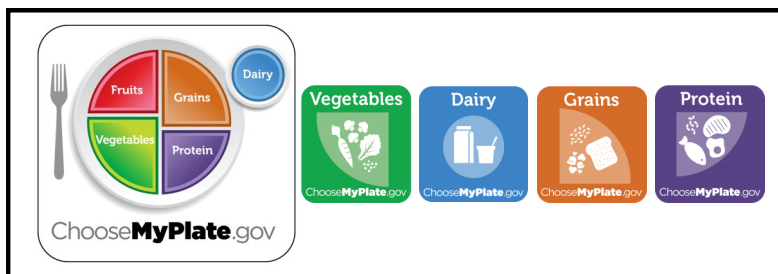 Fruits
Grains
Dairy
Vegetables
Protein
ChooseMyPlate.gov
Vegetables
ChooseMyPlate.gov
Dairy
ChooseMyPlate.gov
Grains
ChooseMyPlate.gov
Protein
ChooseMyPlate.gov